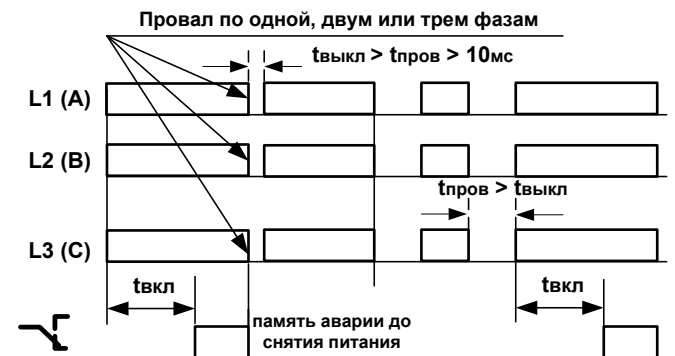 Провал по одной, двум или трем фазам
tвыкл > tпров > 10мс
L1 (A)
L2 (B)
tпров > tвыкл
L3 (C)
tвкл
tвкл
память аварии до
снятия питания